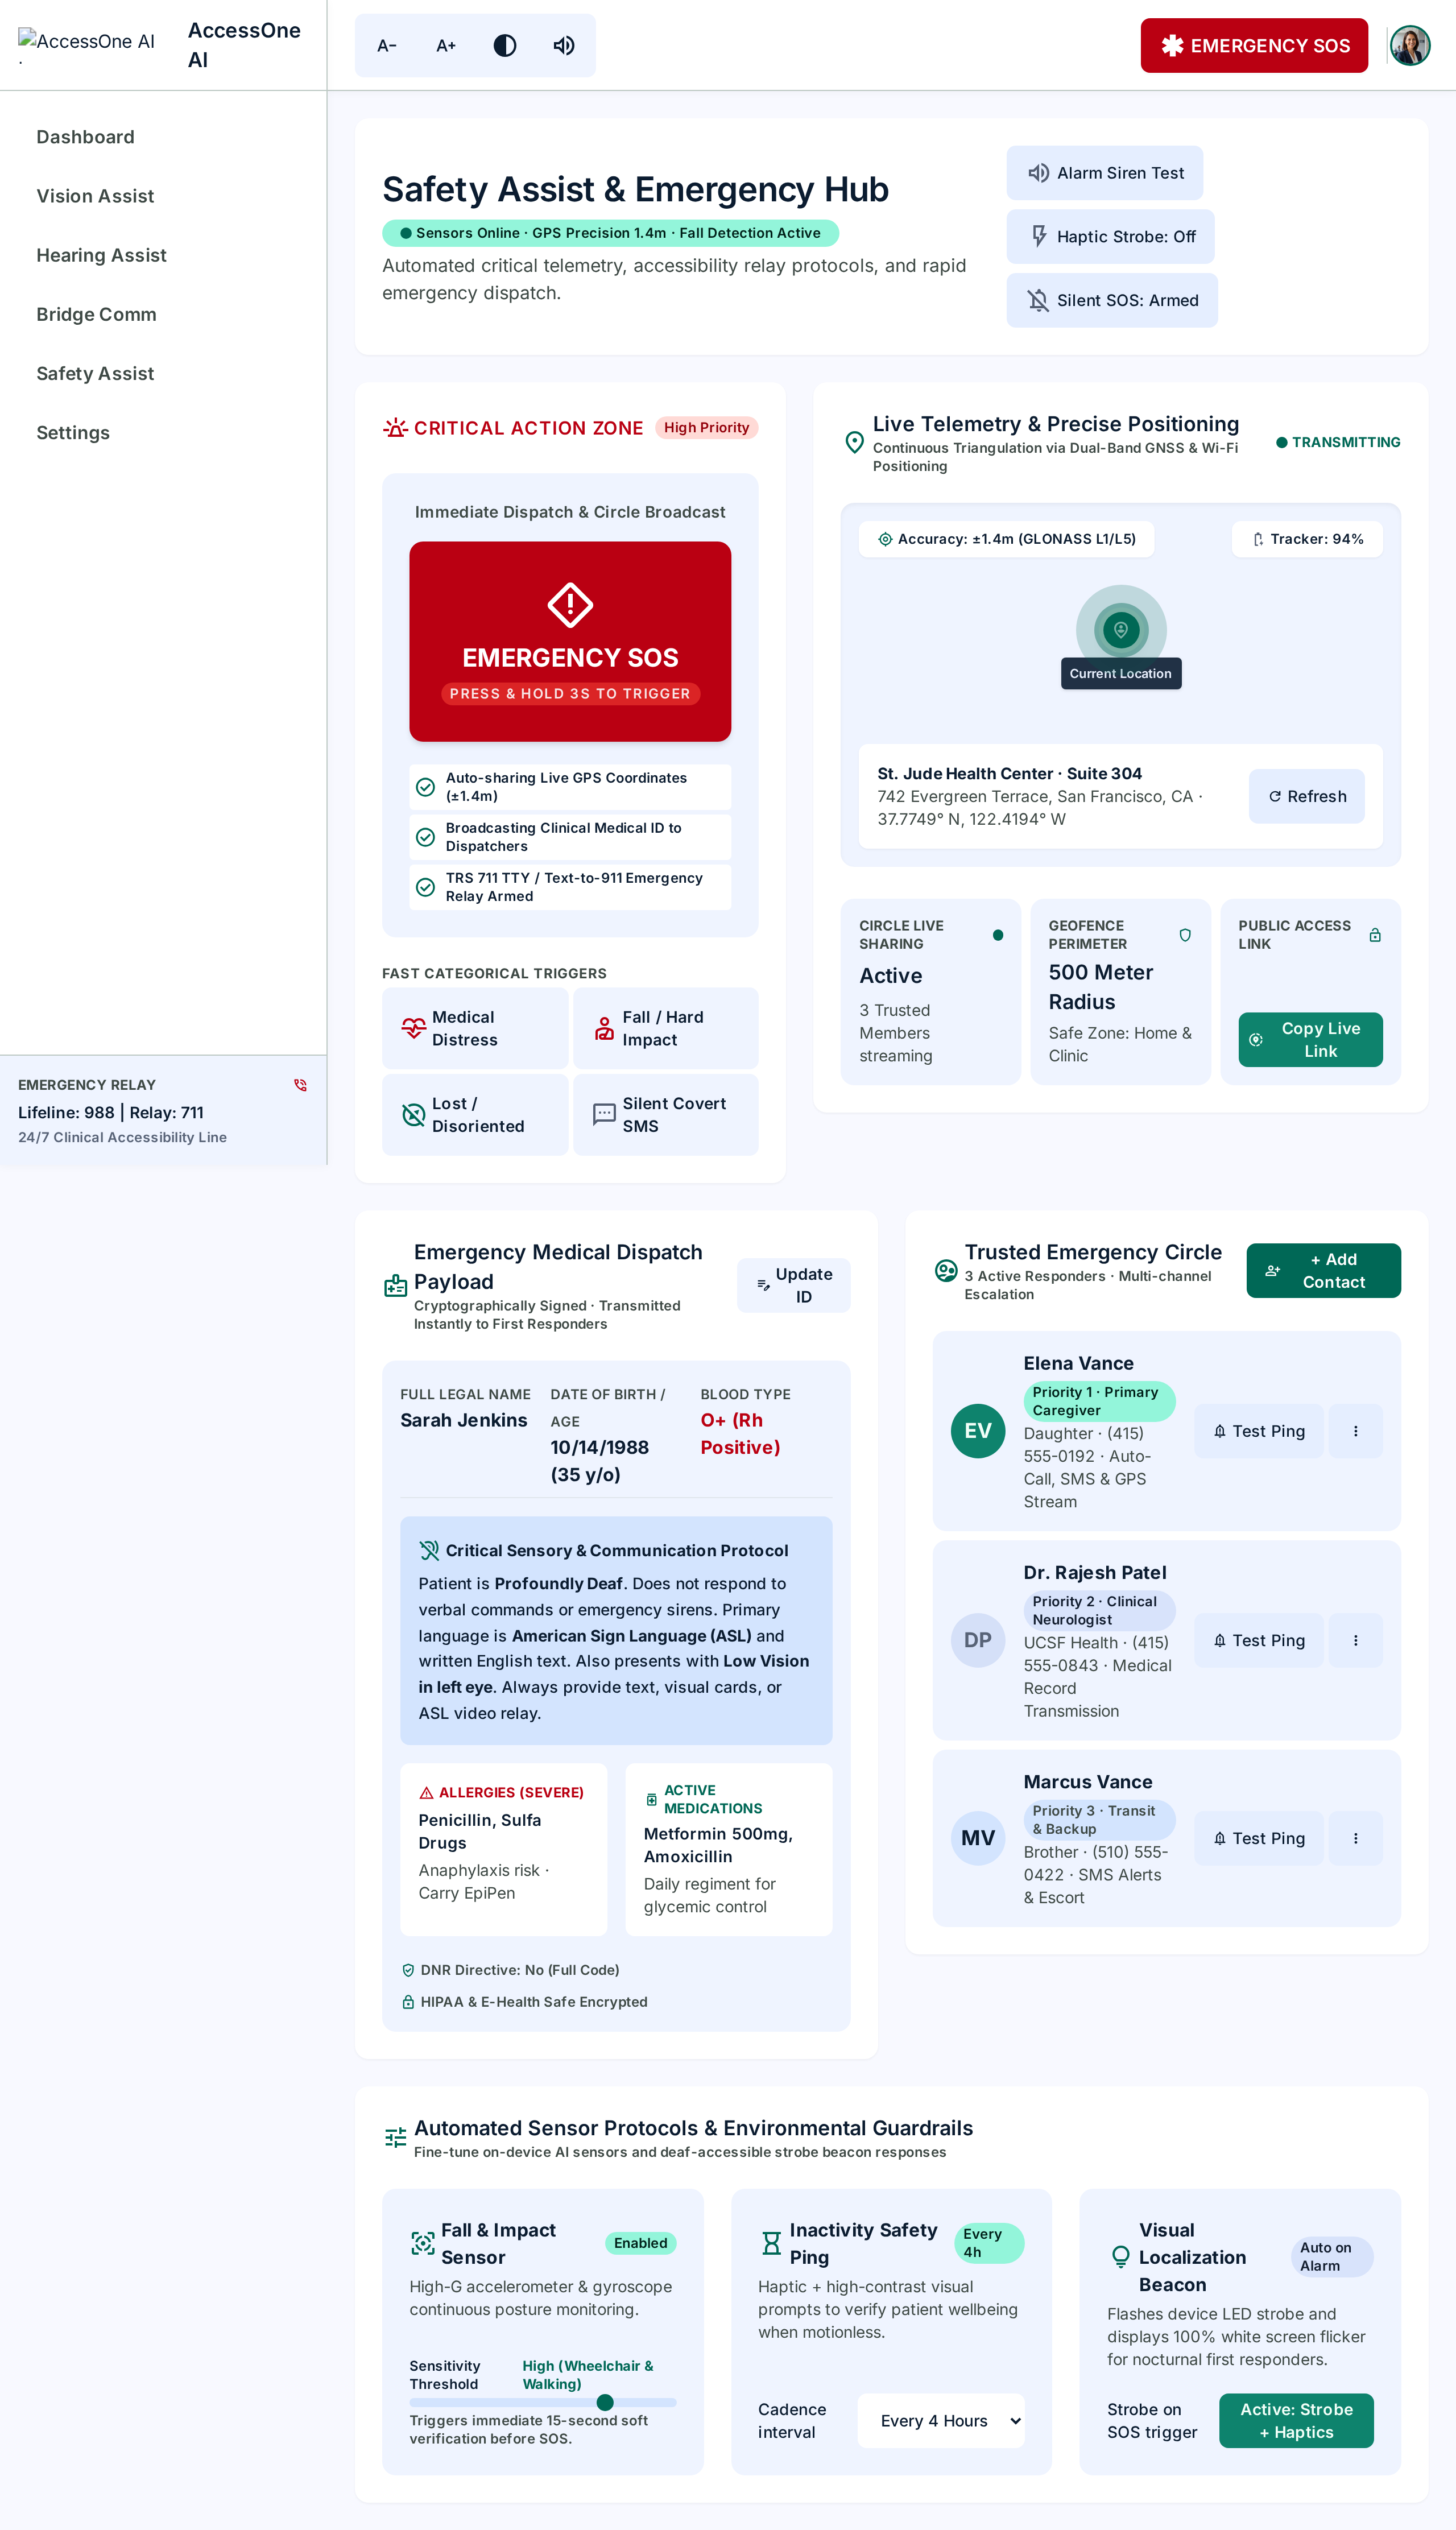 AccessOne AI
.
AccessOne
AI
A-
A+
EMERGENCY SOS
Dashboard
Vision Assist
Hearing Assist
Bridge Comm
Safety Assist
Settings
EMERGENCY RELAY
Lifeline: 988 | Relay: 711
24/7 Clinical Accessibility Line
Safety Assist & Emergency Hub
Sensors Online · GPS Precision 1.4m · Fall Detection Active
Automated critical telemetry, accessibility relay protocols, and rapid
emergency dispatch.
Alarm Siren Test
Haptic Strobe: Off
Silent SOS: Armed
CRITICAL ACTION ZONE
High Priority
Immediate Dispatch & Circle Broadcast
EMERGENCY SOS
PRESS & HOLD 3S TO TRIGGER
Auto-sharing Live GPS Coordinates
(±1.4m)
Broadcasting Clinical Medical ID to
Dispatchers
TRS 711 TTY / Text-to-911 Emergency
Relay Armed
FAST CATEGORICAL TRIGGERS
Medical
Distress
Fall / Hard
Impact
Lost /
Disoriented
Silent Covert
SMS
Live Telemetry & Precise Positioning
Continuous Triangulation via Dual-Band GNSS & Wi-Fi
Positioning
TRANSMITTING
Accuracy: ±1.4m (GLONASS L1/L5)
Tracker: 94%
Current Location
St. Jude Health Center · Suite 304
742 Evergreen Terrace, San Francisco, CA ·
37.7749° N, 122.4194° W
Refresh
CIRCLE LIVE
SHARING
Active
3 Trusted
Members
streaming
GEOFENCE
PERIMETER
500 Meter
Radius
Safe Zone: Home &
Clinic
PUBLIC ACCESS
LINK
Copy Live
Link
Emergency Medical Dispatch
Payload
Cryptographically Signed · Transmitted
Instantly to First Responders
Update
ID
FULL LEGAL NAME
Sarah Jenkins
DATE OF BIRTH /
AGE
10/14/1988
(35 y/o)
BLOOD TYPE
O+ (Rh
Positive)
Critical Sensory & Communication Protocol
Patient is Profoundly Deaf. Does not respond to
verbal commands or emergency sirens. Primary
language is American Sign Language (ASL) and
written English text. Also presents with Low Vision
in left eye. Always provide text, visual cards, or
ASL video relay.
ALLERGIES (SEVERE)
Penicillin, Sulfa
Drugs
Anaphylaxis risk ·
Carry EpiPen
ACTIVE
MEDICATIONS
Metformin 500mg,
Amoxicillin
Daily regiment for
glycemic control
DNR Directive: No (Full Code)
HIPAA & E-Health Safe Encrypted
Trusted Emergency Circle
3 Active Responders · Multi-channel
Escalation
+ Add
Contact
EV
Elena Vance
Priority 1 · Primary
Caregiver
Daughter · (415)
555-0192 · Auto-
Call, SMS & GPS
Stream
Test Ping
DP
Dr. Rajesh Patel
Priority 2 · Clinical
Neurologist
UCSF Health · (415)
555-0843 · Medical
Record
Transmission
Test Ping
MV
Marcus Vance
Priority 3 · Transit
& Backup
Brother · (510) 555-
0422 · SMS Alerts
& Escort
Test Ping
Automated Sensor Protocols & Environmental Guardrails
Fine-tune on-device AI sensors and deaf-accessible strobe beacon responses
Fall & Impact
Sensor
Enabled
High-G accelerometer & gyroscope
continuous posture monitoring.
Sensitivity
Threshold
High (Wheelchair &
Walking)
Triggers immediate 15-second soft
verification before SOS.
Inactivity Safety
Ping
Every
4h
Haptic + high-contrast visual
prompts to verify patient wellbeing
when motionless.
Cadence
interval
Every 4 Hours
Visual
Localization
Beacon
Auto on
Alarm
Flashes device LED strobe and
displays 100% white screen flicker
for nocturnal first responders.
Strobe on
SOS trigger
Active: Strobe
+ Haptics